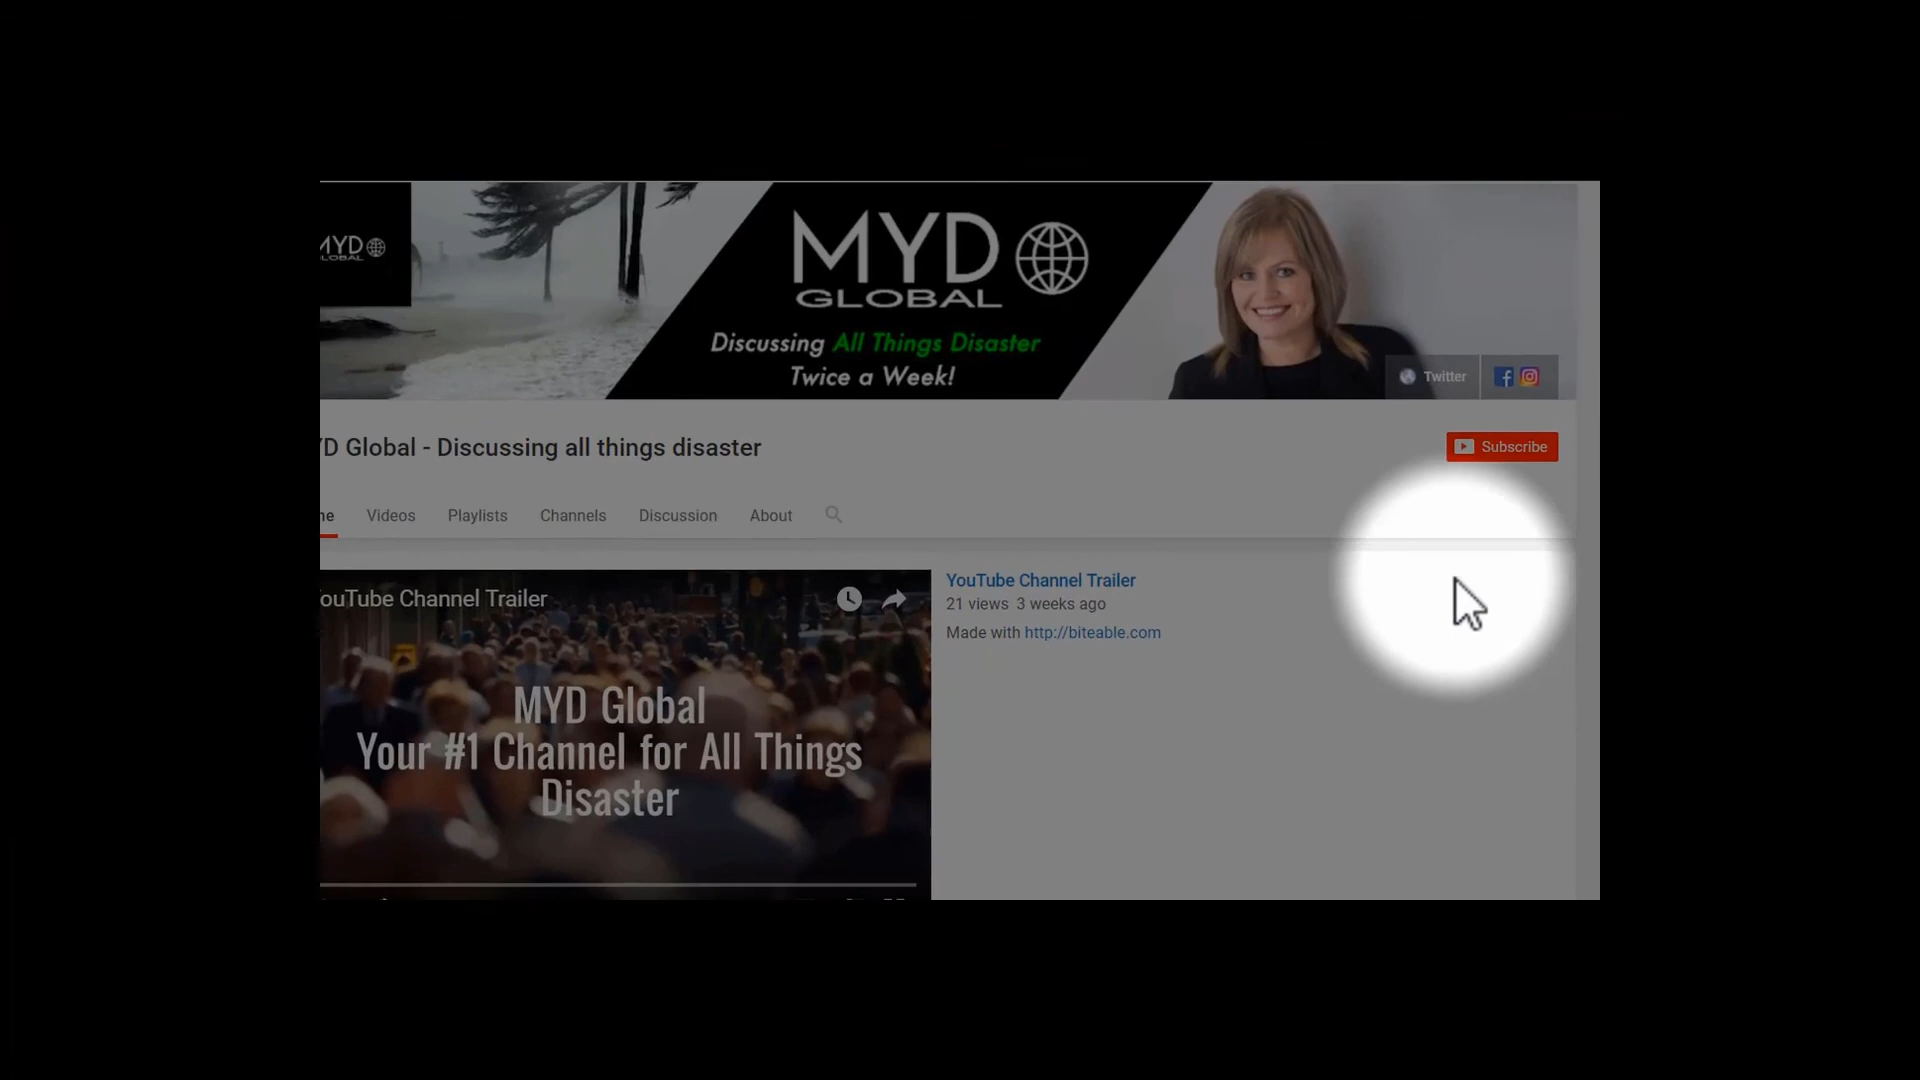 MYD
GLOBAL
MYD
GLOBAL
Discussing All Things Disaster
Twice a Week!
Twitter
YD Global - Discussing all things disaster
Subscribe
me Videos Playlists Channels Discussion About
ouTube Channel Trailer
MYD Global
Your #1 Channel for All Things
Disaster
YouTube Channel Trailer
21 views 3 weeks ago
Made with http://biteable.com